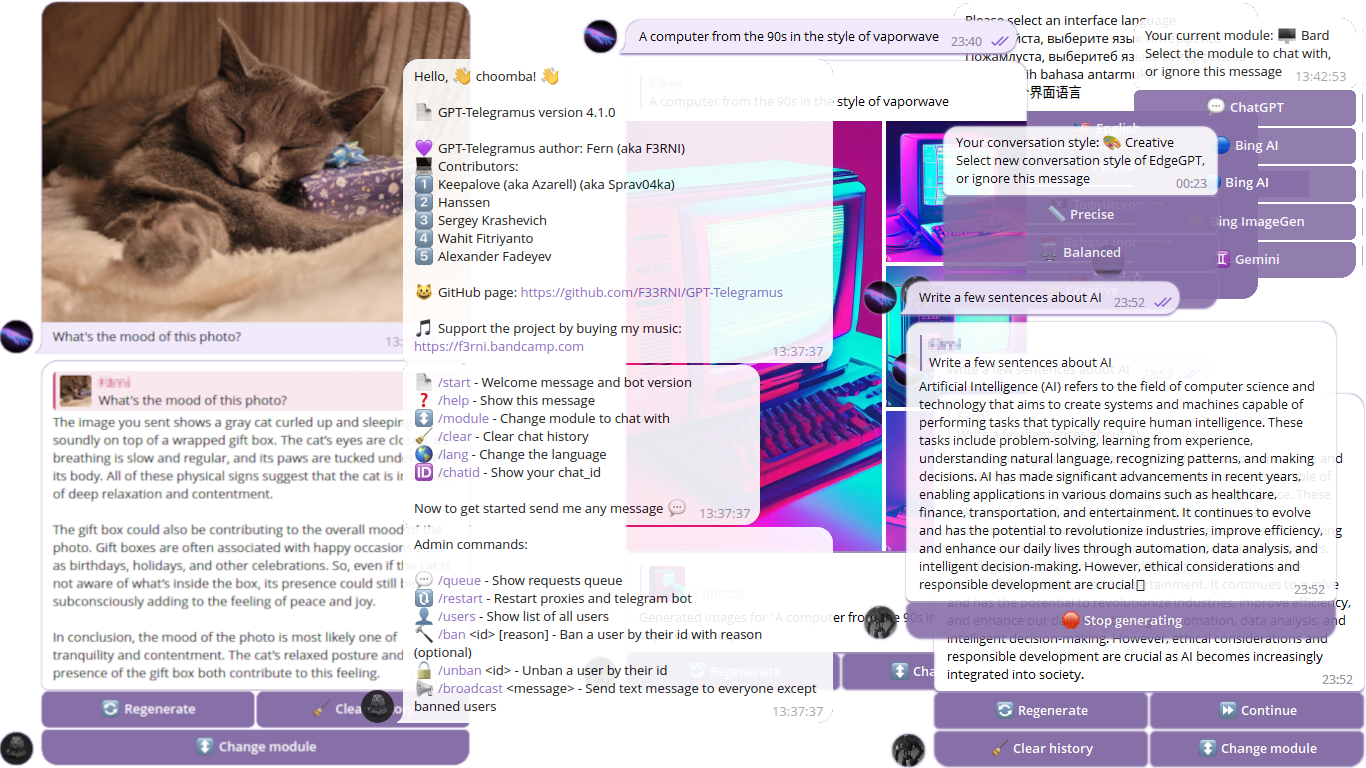 What's the mood of this photo?
13:
What's the mood of this photo?
The image you sent shows a gray cat curled up and sleepin
soundly on top of a wrapped gift box. The cat's eyes are clo
breathing is slow and regular, and its paws are tucked unde
its body. All of these physical signs suggest that the cat is i
of deep relaxation and contentment.
The gift box could also be contributing to the overall mood
photo. Gift boxes are often associated with happy occasion
as birthdays, holidays, and other celebrations. So, even if the cat is
not aware of what's inside the box, its presence could still b
subconsciously adding to the feeling of peace and joy.
In conclusion, the mood of the photo is most likely one of
tranquility and contentment. The cat's relaxed posture and
presence of the gift box both contribute to this feeling.
Regenerate
Clea
Change module
Hello, 👋 choomba! 👋
GPT-Telegramus version 4.1.0
GPT-Telegramus author: Fern (aka F3RNI)
Contributors:
1 Keepalove (aka Azarell) (aka Sprav04ka)
2 Hanssen
3 Sergey Krashevich
4 Wahit Fitriyanto
5 Alexander Fadeyev
GitHub page: https://github.com/F33RNI/GPT-Telegramus
Support the project by buying my music:
https://f3rni.bandcamp.com
13:37:37
/start - Welcome message and bot version
/help - Show this message
/module - Change module to chat with
/clear - Clear chat history
/lang - Change the language
ID /chatid - Show your chat_id
Now to get started send me any message 13:37:37
Admin commands:
/queue - Show requests queue
/restart - Restart proxies and telegram bot
/users - Show list of all users
/ban <id> [reason] - Ban a user by their id with reason
(optional)
/unban <id> - Unban a user by their id
/broadcast <message> - Send text message to everyone except
banned users
13:37:37
A computer from the 90s in the style of vaporwave 23:40
A computer from the 90s in the style of vaporwave
photos
Generated images for "A computer from the 90s in
Regenerate
Cha
Please select an interface language
йста, выберите язык
Пожамлуста, выберитеб яз
ih bahasa antarmu
界面语言
English
Your current module: Bard
Select the module to chat with,
or ignore this message 13:42:53
ChatGPT
Bing AI
Bing AI
Bing ImageGen
Gemini
Your conversation style: Creative
Select new conversation style of EdgeGPT,
or ignore this message 00:23
Precise
Balanced
Creative
Write a few sentences about AI 23:52
Write a few sentences about AI
Artificial Intelligence (AI) refers to the field of computer science and
technology that aims to create systems and machines capable of
performing tasks that typically require human intelligence. These
tasks include problem-solving, learning from experience,
understanding natural language, recognizing patterns, and making
decisions. AI has made significant advancements in recent years,
enabling applications in various domains such as healthcare,
finance, transportation, and entertainment. It continues to evolve
and has the potential to revolutionize industries, improve efficiency,
and enhance our daily lives through automation, data analysis, and
intelligent decision-making. However, ethical considerations and
responsible development are crucial
23:52
Stop generating
and has the potential to revolutionize industries, improve efficiency,
and enhance our daily lives through automation, data analysis, and
intelligent decision-making. However, ethical considerations and
responsible development are crucial as AI becomes increasingly
integrated into society.
23:52
Regenerate
Continue
Clear history
Change module